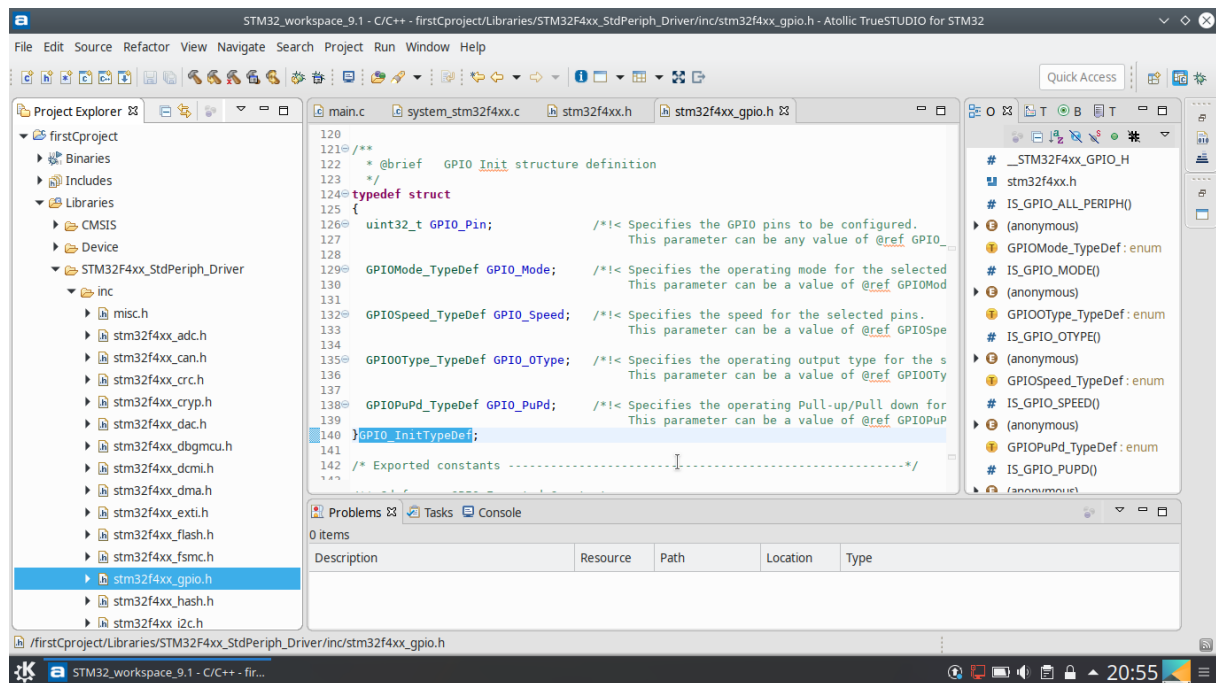 STM32_workspace_9.1 - C/C++ - firstCproject/Libraries/STM32F4xx_StdPeriph_Driver/inc/stm32f4xx_gpio.h - Atollic TrueSTUDIO for STM32
File Edit Source Refactor View Navigate Search Project Run Window Help
Quick Access
Project Explorer
firstCproject
Binaries
Includes
Libraries
CMSIS
Device
STM32F4xx_StdPeriph_Driver
inc
misc.h
stm32f4xx_adc.h
stm32f4xx_can.h
stm32f4xx_crc.h
stm32f4xx_cryp.h
stm32f4xx_dac.h
stm32f4xx_dbgmcu.h
stm32f4xx_dcmi.h
stm32f4xx_dma.h
stm32f4xx_exti.h
stm32f4xx_flash.h
stm32f4xx_fsmc.h
stm32f4xx_gpio.h
stm32f4xx_hash.h
stm32f4xx_i2c.h
main.c system_stm32f4xx.c stm32f4xx.h stm32f4xx_gpio.h
120
121 /**
122 * @brief GPIO Init structure definition
123 */
124 typedef struct
125 {
126 uint32_t GPIO_Pin; /*!< Specifies the GPIO pins to be configured.
127 This parameter can be any value of @ref GPIO_
128
129 GPIOMode_TypeDef GPIO_Mode; /*!< Specifies the operating mode for the selected
130 This parameter can be a value of @ref GPIOMod
131
132 GPIOSpeed_TypeDef GPIO_Speed; /*!< Specifies the speed for the selected pins.
133 This parameter can be a value of @ref GPIOSpe
134
135 GPIOOType_TypeDef GPIO_OType; /*!< Specifies the operating output type for the s
136 This parameter can be a value of @ref GPIOOTy
137
138 GPIOPuPd_TypeDef GPIO_PuPd; /*!< Specifies the operating Pull-up/Pull down for
139 This parameter can be a value of @ref GPIOPuP
140 }GPIO_InitTypeDef;
141
142 /* Exported constants --------------------------------------------------------*/
O T B T
__STM32F4xx_GPIO_H
stm32f4xx.h
IS_GPIO_ALL_PERIPH()
(anonymous)
GPIOMode_TypeDef : enum
IS_GPIO_MODE()
(anonymous)
GPIOOType_TypeDef : enum
IS_GPIO_OTYPE()
(anonymous)
GPIOSpeed_TypeDef : enum
IS_GPIO_SPEED()
(anonymous)
GPIOPuPd_TypeDef : enum
IS_GPIO_PUPD()
(anonymous)
Problems Tasks Console
0 items
Description Resource Path Location Type
/firstCproject/Libraries/STM32F4xx_StdPeriph_Driver/inc/stm32f4xx_gpio.h
STM32_workspace_9.1 - C/C++ - fir...
20:55